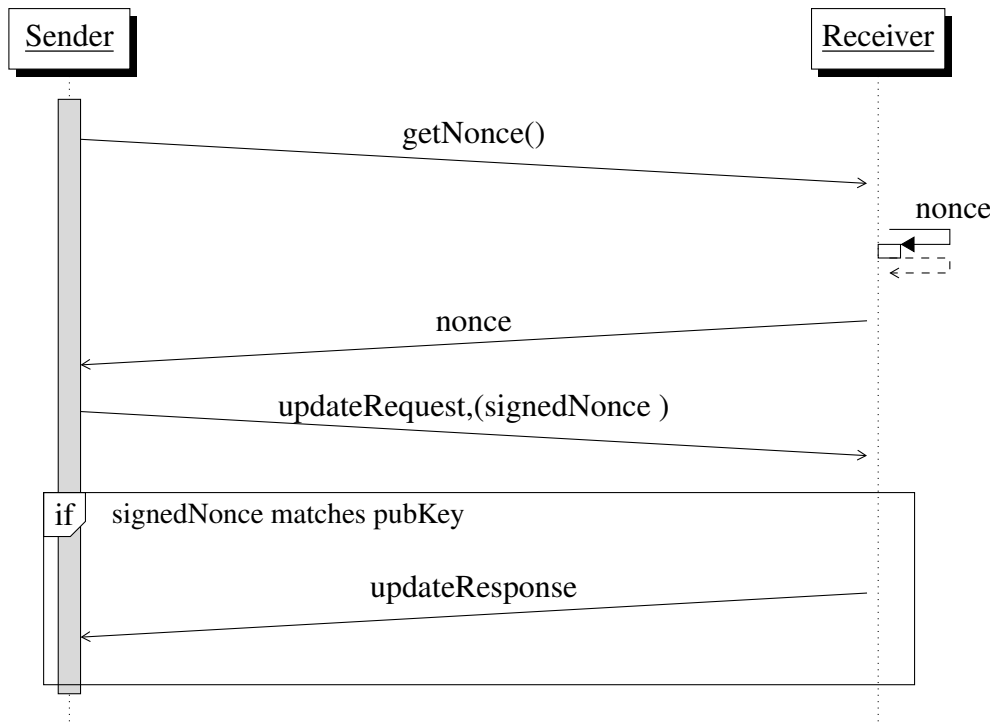 Sender
Receiver
getNonce()
nonce
nonce
updateRequest,(signedNonce )
if
signedNonce matches pubKey
updateResponse